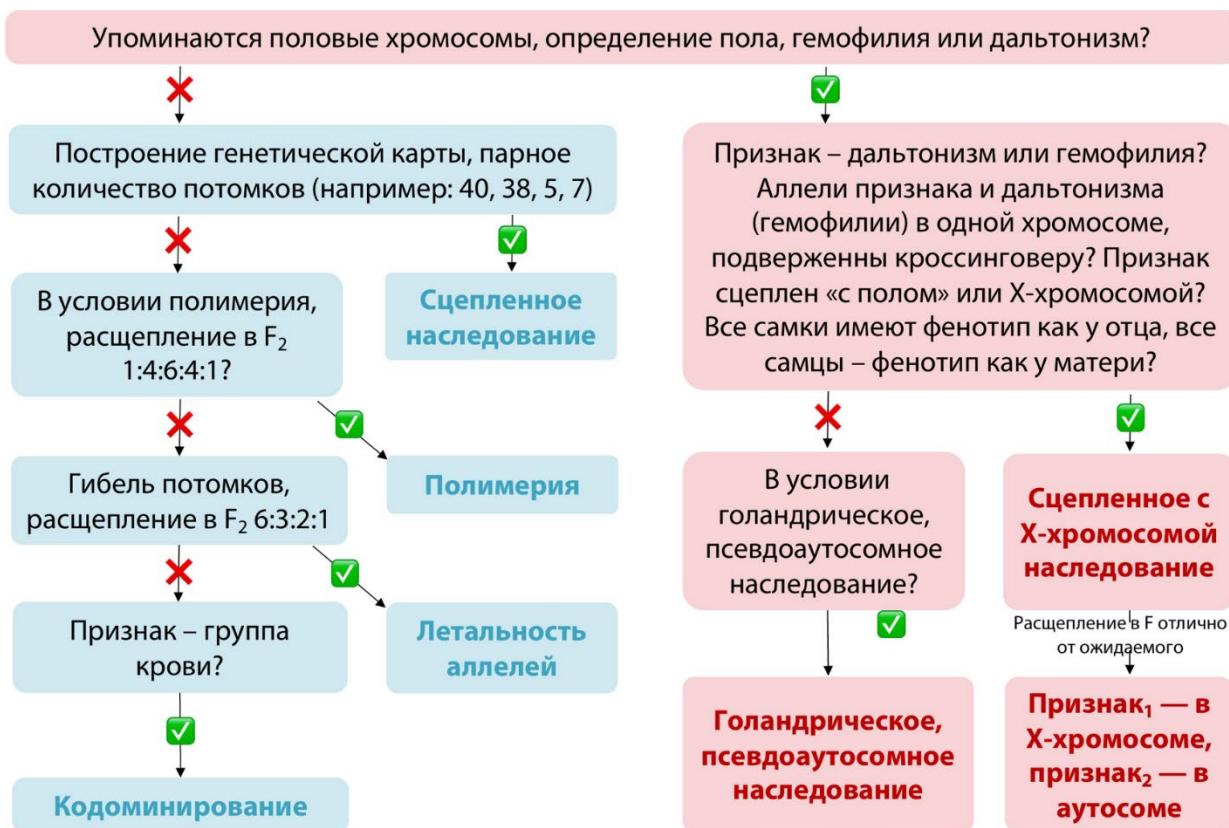 Упоминаются половые хромосомы, определение пола, гемофилия или дальтонизм?
Построение генетической карты, парное
количество потомков (например: 40, 38, 5, 7)
Сцепленное
наследование
В условии полимерия,
расщепление в F₂
1:4:6:4:1?
Полимерия
Гибель потомков,
расщепление в F₂ 6:3:2:1
Летальность
аллелей
Признак – группа
крови?
Кодоминирование
Признак – дальтонизм или гемофилия?
Аллели признака и дальтонизма
(гемофилии) в одной хромосоме,
подверженны кроссинговеру? Признак
сцеплен «с полом» или Х-хромосомой?
Все самки имеют фенотип как у отца, все
самцы – фенотип как у матери?
В условии
голандрическое,
псевдоаутосомное
наследование?
Голандрическое,
псевдоаутосомное
наследование
Сцепленное с
Х-хромосомой
наследование
Расщепление в F отлично
от ожидаемого
Признак₁ — в
Х-хромосоме,
признак₂ — в
аутосоме